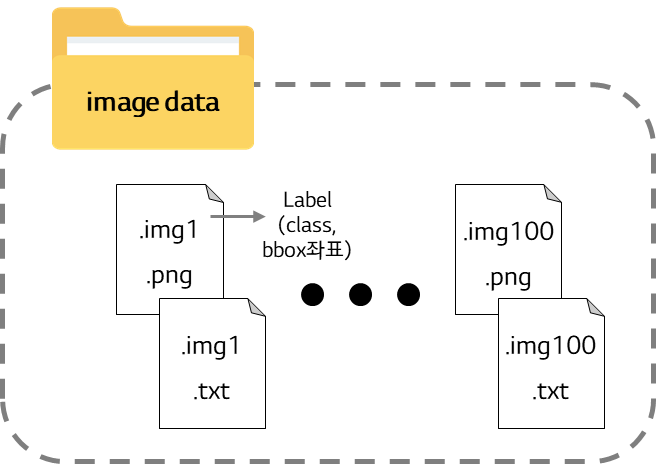 image data
.img1
.png
Label
(class,
bbox좌표)
.img100
.png
.img1
.txt
.img100
.txt